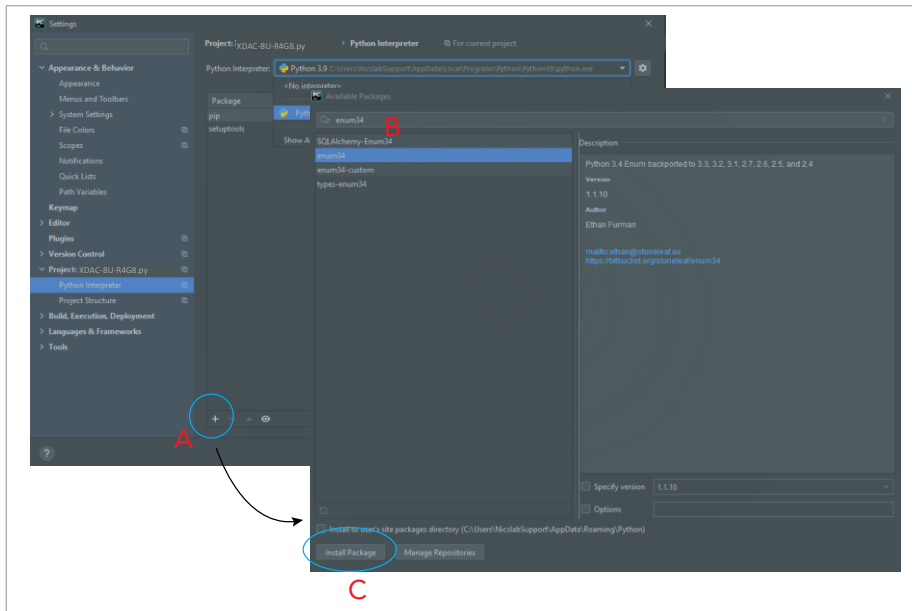 Settings
Project: XDAC-8U-R4G8.py > Python Interpreter For current project
Appearance & Behavior
Appearance
Menus and Toolbars
System Settings
File Colors
Scopes
Notifications
Quick Lists
Path Variables
Keymap
Editor
Plugins
Version Control
Project: XDAC-8U-R4G8.py
Python Interpreter
Project Structure
Build, Execution, Deployment
Languages & Frameworks
Tools
?
Python Interpreter: Python 3.9 C:\Users\NicslabSupport\AppData\Local\Programs\Python\Python39\python.exe
<No interpreter>
Pyth
Show A
Package
pip
setuptools
A
Available Packages
enum34
B
SQLAlchemy-Enum34
enum34
enum34-custom
types-enum34
Description
Python 3.4 Enum backported to 3.3, 3.2, 3.1, 2.7, 2.6, 2.5, and 2.4
Version
1.1.10
Author
Ethan Furman
mailto:ethan@stoneleaf.us
https://bitbucket.org/stoneleaf/enum34
Specify version 1.1.10
Options
Install to user's site packages directory (C:\Users\NicslabSupport\AppData\Roaming\Python)
Install Package Manage Repositories
C